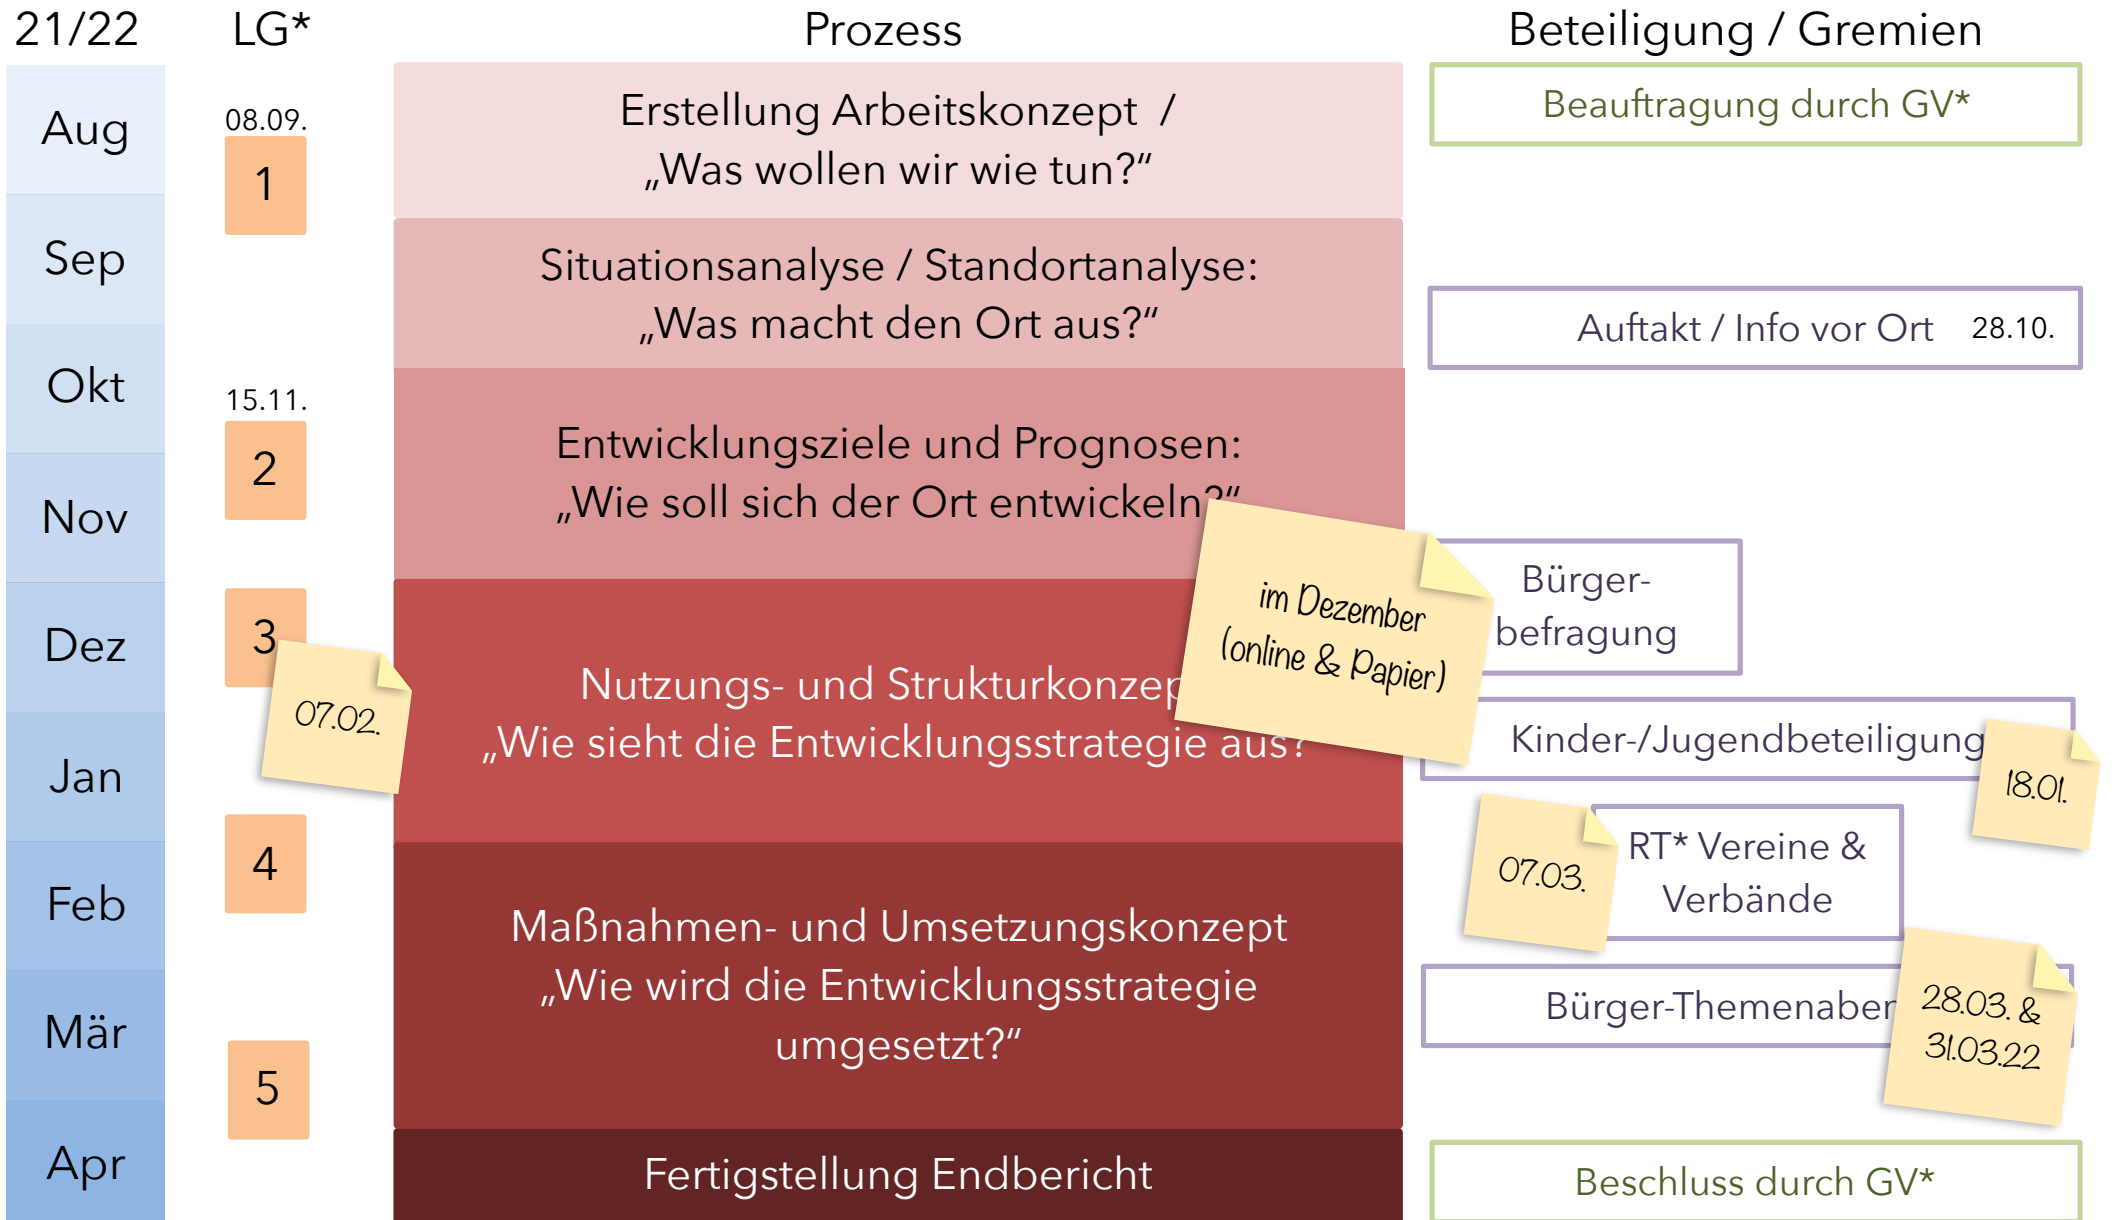 21/22
LG*
Prozess
Beteiligung / Gremien
Aug
Sep
Okt
Nov
Dez
Jan
Feb
Mär
Apr
08.09.
1
15.11.
2
3
07.02.
4
5
Erstellung Arbeitskonzept /
„Was wollen wir wie tun?“
Situationsanalyse / Standortanalyse:
„Was macht den Ort aus?“
Entwicklungsziele und Prognosen:
„Wie soll sich der Ort entwickeln?“
Nutzungs- und Strukturkonzep
„Wie sieht die Entwicklungsstrategie aus?
Maßnahmen- und Umsetzungskonzept
„Wie wird die Entwicklungsstrategie
umgesetzt?“
Fertigstellung Endbericht
Beauftragung durch GV*
Auftakt / Info vor Ort 28.10.
im Dezember
(online & Papier)
Bürger-
befragung
Kinder-/Jugendbeteiligung
18.01.
07.03.
RT* Vereine &
Verbände
Bürger-Themenaben
28.03. &
31.03.22
Beschluss durch GV*